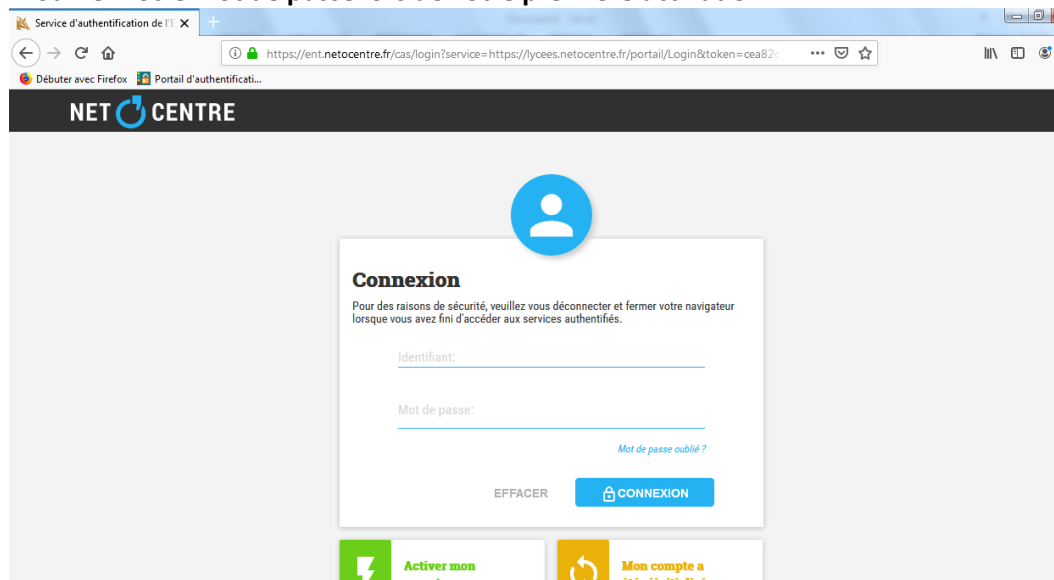 Service d'authentification de l'E
https://ent.netocentre.fr/cas/login?service=https://lycees.netocentre.fr/portail/Login&token=cea82c
Débuter avec Firefox Portail d'authentificati...
NET CENTRE
Connexion
Pour des raisons de sécurité, veuillez vous déconnecter et fermer votre navigateur
lorsque vous avez fini d'accéder aux services authentifiés.
Identifiant:
Mot de passe:
Mot de passe oublié ?
EFFACER CONNEXION
Activer mon
Mon compte a